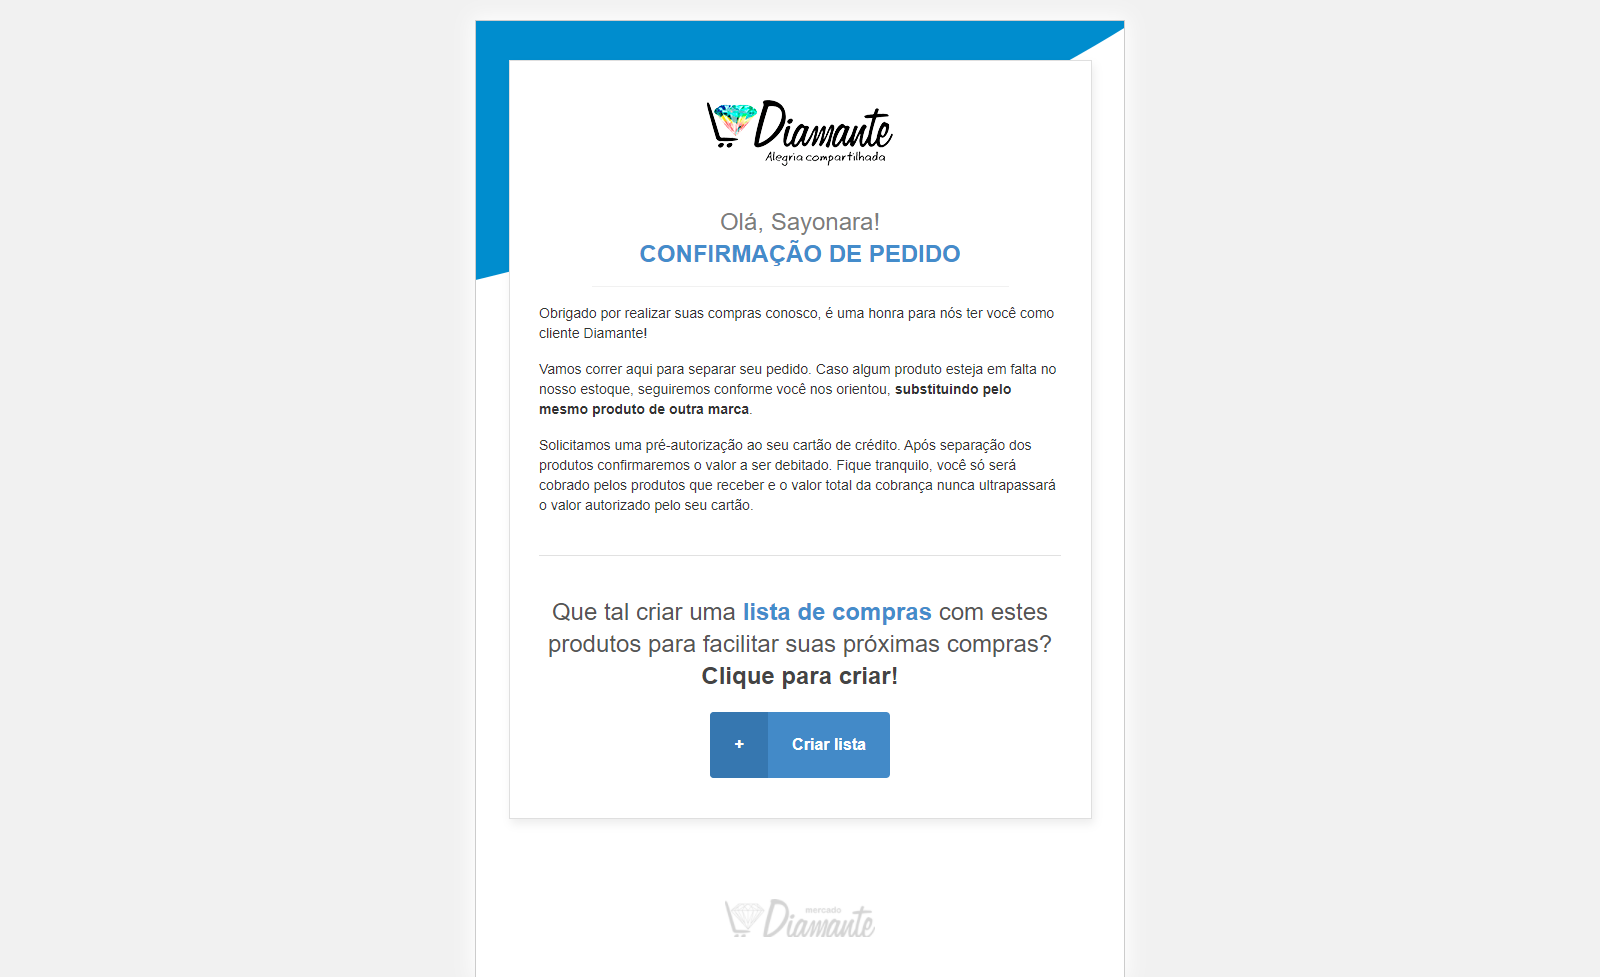 Diamante
Alegria compartilhada
Olá, Sayonara!
CONFIRMAÇÃO DE PEDIDO
Obrigado por realizar suas compras conosco, é uma honra para nós ter você como
cliente Diamante!
Vamos correr aqui para separar seu pedido. Caso algum produto esteja em falta no
nosso estoque, seguiremos conforme você nos orientou, substituindo pelo
mesmo produto de outra marca.
Solicitamos uma pré-autorização ao seu cartão de crédito. Após separação dos
produtos confirmaremos o valor a ser debitado. Fique tranquilo, você só será
cobrado pelos produtos que receber e o valor total da cobrança nunca ultrapassará
o valor autorizado pelo seu cartão.
Que tal criar uma lista de compras com estes
produtos para facilitar suas próximas compras?
Clique para criar!
+ Criar lista
mercado
Diamante